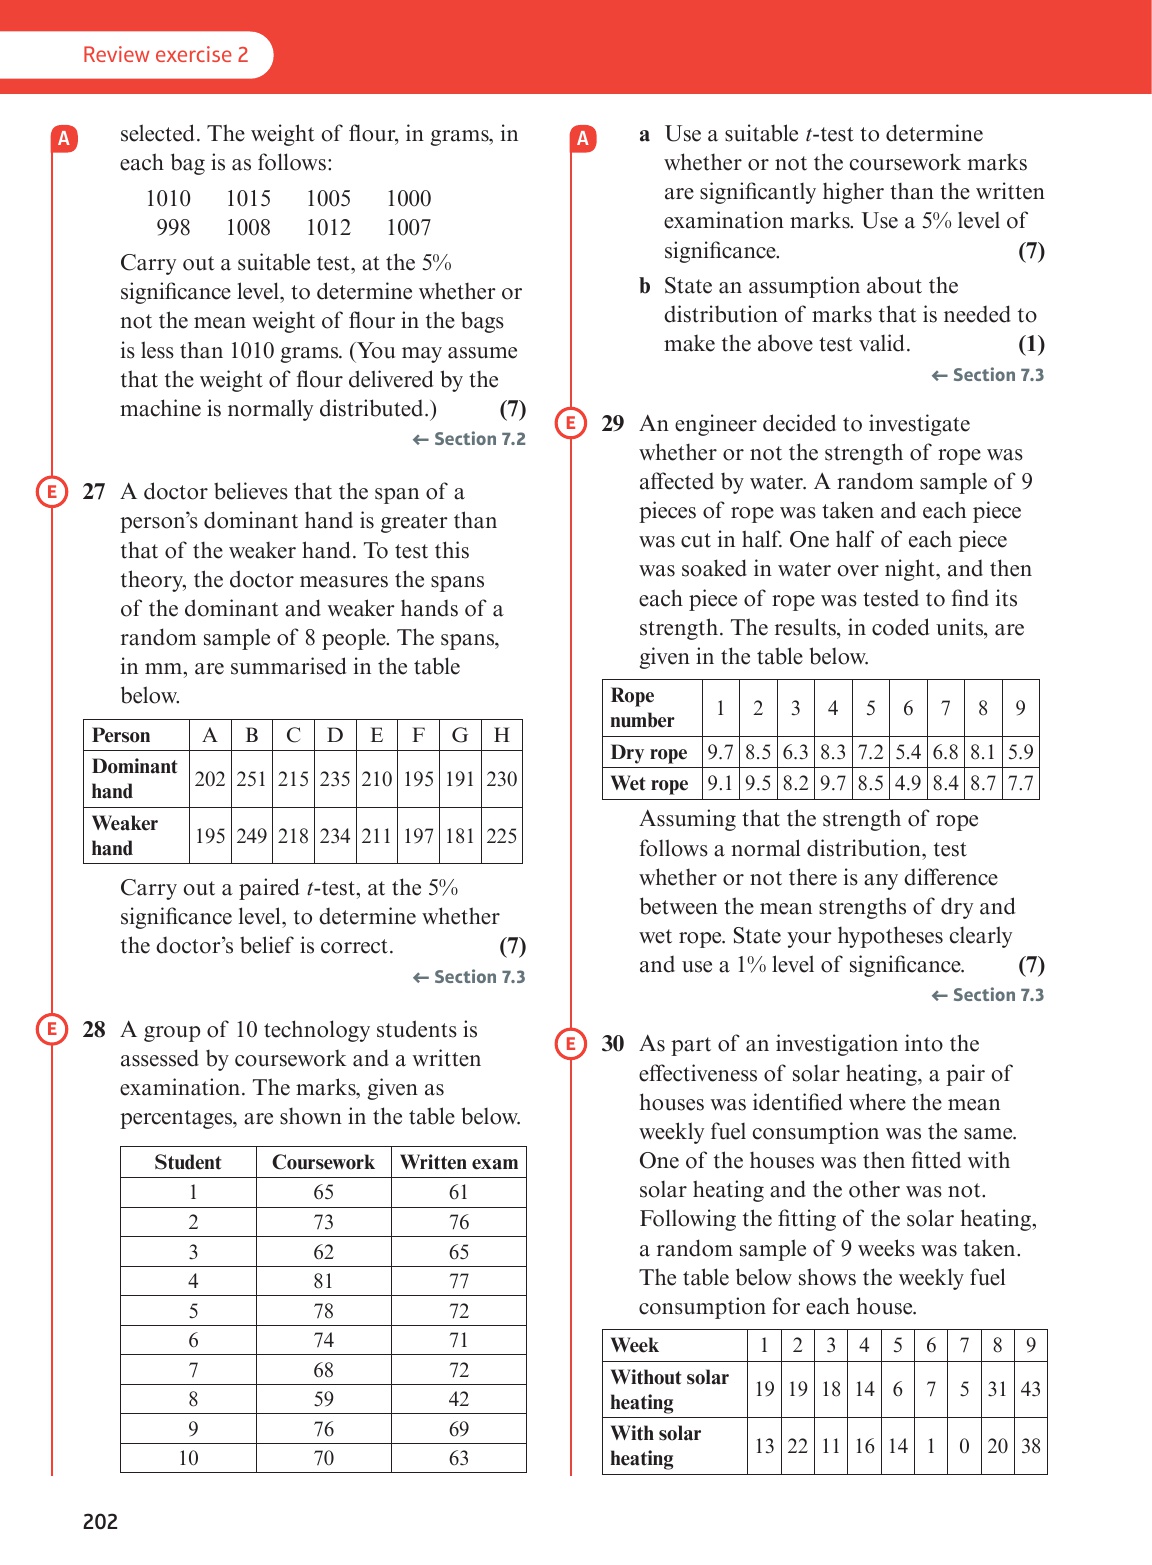 Review exercise 2
A
selected. The weight of flour, in grams, in
each bag is as follows:
1010 1015 1005 1000
998 1008 1012 1007
Carry out a suitable test, at the 5%
significance level, to determine whether or
not the mean weight of flour in the bags
is less than 1010 grams. (You may assume
that the weight of flour delivered by the
machine is normally distributed.) (7)
← Section 7.2
E 27 A doctor believes that the span of a
person’s dominant hand is greater than
that of the weaker hand. To test this
theory, the doctor measures the spans
of the dominant and weaker hands of a
random sample of 8 people. The spans,
in mm, are summarised in the table
below.
Person A B C D E F G H
Dominant
hand 202 251 215 235 210 195 191 230
Weaker
hand 195 249 218 234 211 197 181 225
Carry out a paired t-test, at the 5%
significance level, to determine whether
the doctor’s belief is correct. (7)
← Section 7.3
E 28 A group of 10 technology students is
assessed by coursework and a written
examination. The marks, given as
percentages, are shown in the table below.
Student Coursework Written exam
1 65 61
2 73 76
3 62 65
4 81 77
5 78 72
6 74 71
7 68 72
8 59 42
9 76 69
10 70 63
A
a Use a suitable t-test to determine
whether or not the coursework marks
are significantly higher than the written
examination marks. Use a 5% level of
significance. (7)
b State an assumption about the
distribution of marks that is needed to
make the above test valid. (1)
← Section 7.3
E 29 An engineer decided to investigate
whether or not the strength of rope was
affected by water. A random sample of 9
pieces of rope was taken and each piece
was cut in half. One half of each piece
was soaked in water over night, and then
each piece of rope was tested to find its
strength. The results, in coded units, are
given in the table below.
Rope
number 1 2 3 4 5 6 7 8 9
Dry rope 9.7 8.5 6.3 8.3 7.2 5.4 6.8 8.1 5.9
Wet rope 9.1 9.5 8.2 9.7 8.5 4.9 8.4 8.7 7.7
Assuming that the strength of rope
follows a normal distribution, test
whether or not there is any difference
between the mean strengths of dry and
wet rope. State your hypotheses clearly
and use a 1% level of significance. (7)
← Section 7.3
E 30 As part of an investigation into the
effectiveness of solar heating, a pair of
houses was identified where the mean
weekly fuel consumption was the same.
One of the houses was then fitted with
solar heating and the other was not.
Following the fitting of the solar heating,
a random sample of 9 weeks was taken.
The table below shows the weekly fuel
consumption for each house.
Week 1 2 3 4 5 6 7 8 9
Without solar
heating 19 19 18 14 6 7 5 31 43
With solar
heating 13 22 11 16 14 1 0 20 38
202